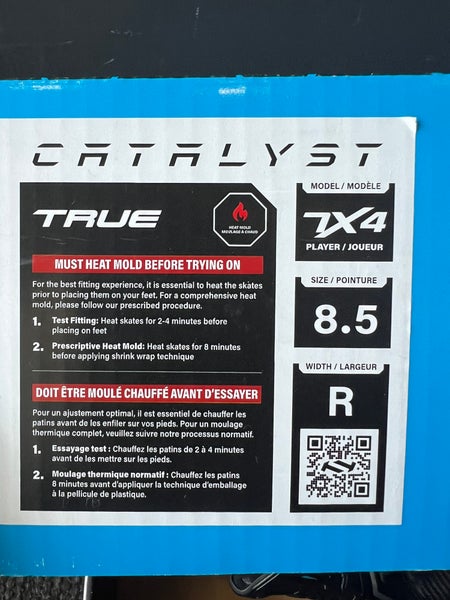 CATALYST
TRUE
HEAT MOLD
MOULAGE À CHAUD
MUST HEAT MOLD BEFORE TRYING ON
For the best fitting experience, it is essential to heat the skates
prior to placing them on your feet. For a comprehensive heat
mold, please follow our prescribed procedure.
1. Test Fitting: Heat skates for 2-4 minutes before
placing on feet
2. Prescriptive Heat Mold: Heat skates for 8 minutes
before applying shrink wrap technique
DOIT ÊTRE MOULÉ CHAUFFÉ AVANT D'ESSAYER
Pour un ajustement optimal, il est essentiel de chauffer les
patins avant de les enfiler sur vos pieds. Pour un moulage
thermique complet, veuillez suivre notre processus normatif.
1. Essayage test : Chauffez les patins de 2 à 4 minutes
avant de les mettre sur les pieds.
2. Moulage thermique normatif : Chauffez les patins
8 minutes avant d'appliquer la technique d'emballage
à la pellicule de plastique.
MODEL / MODÈLE
7X4
PLAYER / JOUEUR
SIZE / POINTURE
8.5
WIDTH / LARGEUR
R